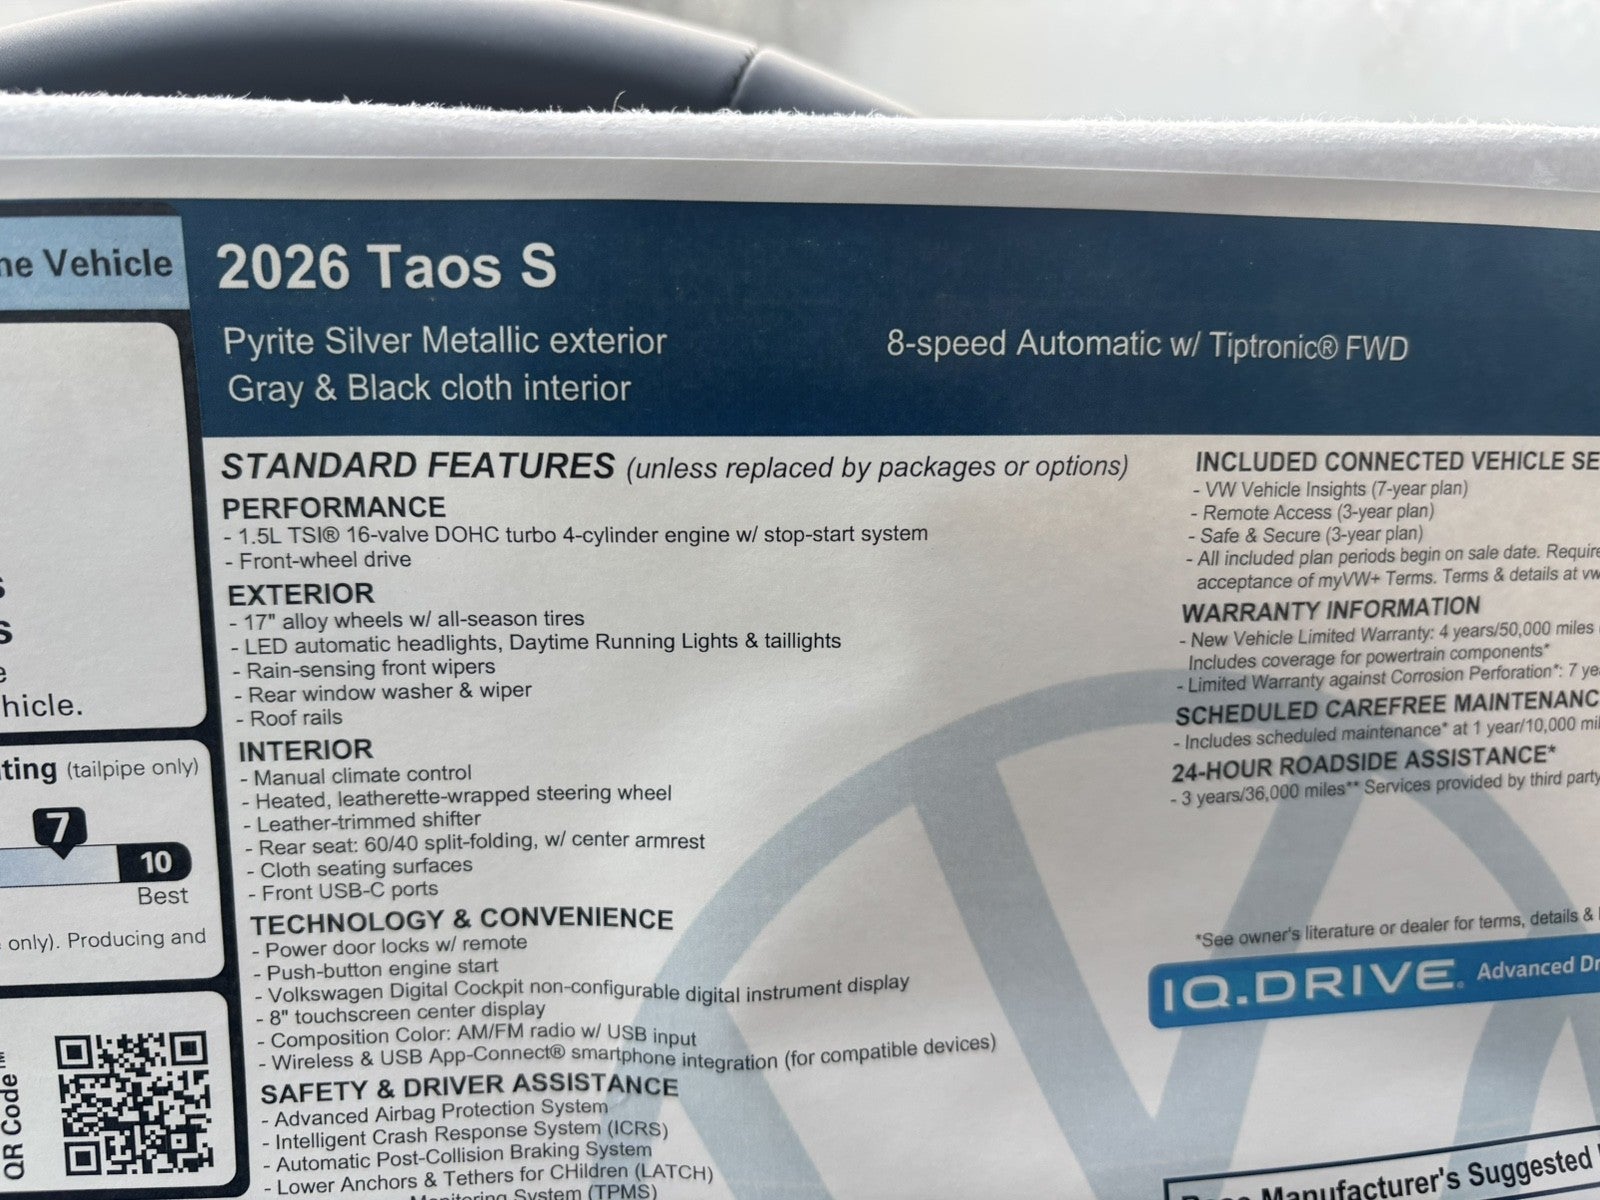 ne Vehicle
2026 Taos S
Pyrite Silver Metallic exterior
Gray & Black cloth interior
8-speed Automatic w/ Tiptronic® FWD
STANDARD FEATURES (unless replaced by packages or options)
PERFORMANCE
- 1.5L TSI® 16-valve DOHC turbo 4-cylinder engine w/ stop-start system
- Front-wheel drive
EXTERIOR
- 17" alloy wheels w/ all-season tires
- LED automatic headlights, Daytime Running Lights & taillights
- Rain-sensing front wipers
- Rear window washer & wiper
- Roof rails
INTERIOR
- Manual climate control
- Heated, leatherette-wrapped steering wheel
- Leather-trimmed shifter
- Rear seat: 60/40 split-folding, w/ center armrest
- Cloth seating surfaces
- Front USB-C ports
TECHNOLOGY & CONVENIENCE
- Power door locks w/ remote
- Push-button engine start
- Volkswagen Digital Cockpit non-configurable digital instrument display
- 8" touchscreen center display
- Composition Color: AM/FM radio w/ USB input
- Wireless & USB App-Connect® smartphone integration (for compatible devices)
SAFETY & DRIVER ASSISTANCE
- Advanced Airbag Protection System
- Intelligent Crash Response System (ICRS)
- Automatic Post-Collision Braking System
- Lower Anchors & Tethers for CHildren (LATCH)
Monitoring System (TPMS)
INCLUDED CONNECTED VEHICLE SE
- VW Vehicle Insights (7-year plan)
- Remote Access (3-year plan)
- Safe & Secure (3-year plan)
- All included plan periods begin on sale date. Require
acceptance of myVW+ Terms. Terms & details at vw
WARRANTY INFORMATION
- New Vehicle Limited Warranty: 4 years/50,000 miles
Includes coverage for powertrain components*
- Limited Warranty against Corrosion Perforation*: 7 ye
SCHEDULED CAREFREE MAINTENANC
- Includes scheduled maintenance* at 1 year/10,000 mi
24-HOUR ROADSIDE ASSISTANCE*
- 3 years/36,000 miles** Services provided by third party
*See owner's literature or dealer for terms, details &
IQ.DRIVE® Advanced Dr
Manufacturer's Suggested
s
s
e
hicle.
ting (tailpipe only)
7
10
Best
only). Producing and
QR Code™